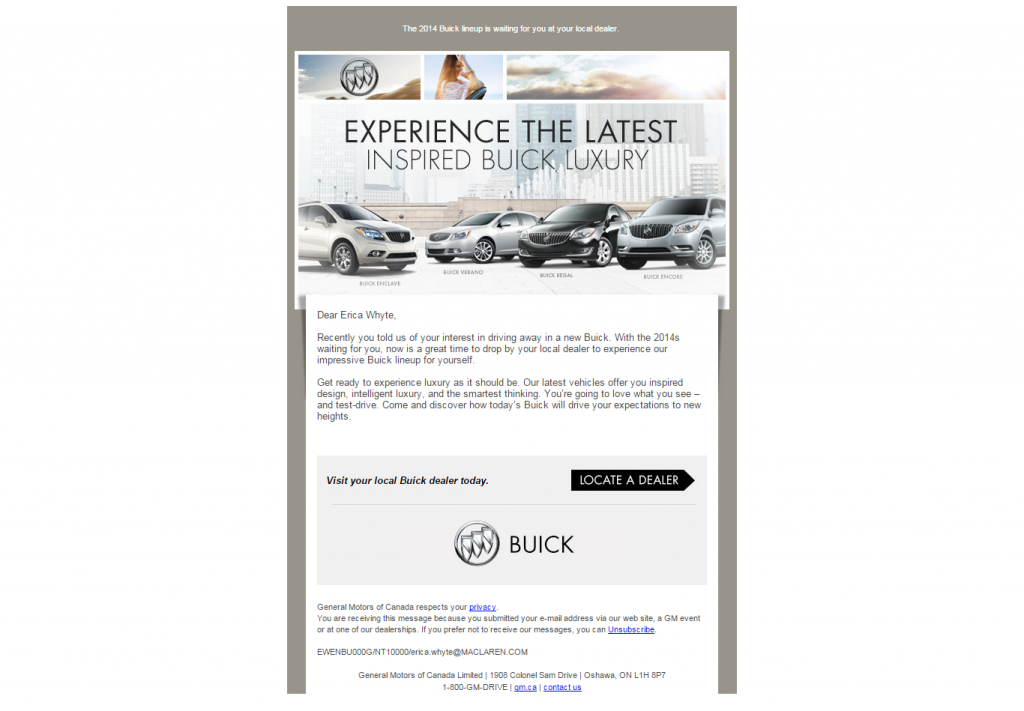 The 2014 Buick lineup is waiting for you at your local dealer.
EXPERIENCE THE LATEST
INSPIRED BUICK LUXURY
BUICK ENCLAVE
BUICK VERANO
BUICK REGAL
BUICK ENCORE
Dear Erica Whyte,
Recently you told us of your interest in driving away in a new Buick. With the 2014s
waiting for you, now is a great time to drop by your local dealer to experience our
impressive Buick lineup for yourself.
Get ready to experience luxury as it should be. Our latest vehicles offer you inspired
design, intelligent luxury, and the smartest thinking. You're going to love what you see –
and test-drive. Come and discover how today's Buick will drive your expectations to new
heights.
Visit your local Buick dealer today.
LOCATE A DEALER
BUICK
General Motors of Canada respects your privacy.
You are receiving this message because you submitted your e-mail address via our web site, a GM event
or at one of our dealerships. If you prefer not to receive our messages, you can Unsubscribe.
EWENBU000G/NT10000/erica.whyte@MACLAREN.COM
General Motors of Canada Limited | 1908 Colonel Sam Drive | Oshawa, ON L1H 8P7
1-800-GM-DRIVE | gm.ca | contact us